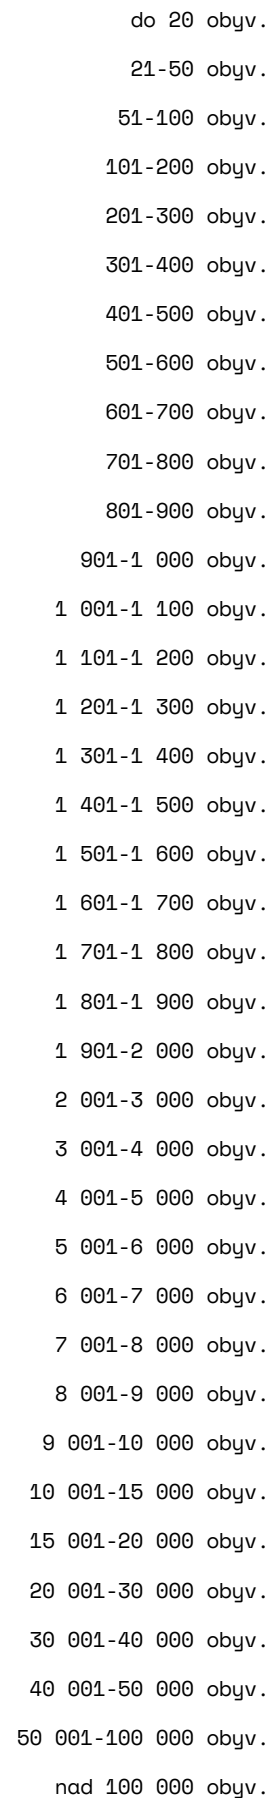 do 20 obyv.
21-50 obyv.
51-100 obyv.
101-200 obyv.
201-300 obyv.
301-400 obyv.
401-500 obyv.
501-600 obyv.
601-700 obyv.
701-800 obyv.
801-900 obyv.
901-1 000 obyv.
1 001-1 100 obyv.
1 101-1 200 obyv.
1 201-1 300 obyv.
1 301-1 400 obyv.
1 401-1 500 obyv.
1 501-1 600 obyv.
1 601-1 700 obyv.
1 701-1 800 obyv.
1 801-1 900 obyv.
1 901-2 000 obyv.
2 001-3 000 obyv.
3 001-4 000 obyv.
4 001-5 000 obyv.
5 001-6 000 obyv.
6 001-7 000 obyv.
7 001-8 000 obyv.
8 001-9 000 obyv.
9 001-10 000 obyv.
10 001-15 000 obyv.
15 001-20 000 obyv.
20 001-30 000 obyv.
30 001-40 000 obyv.
40 001-50 000 obyv.
50 001-100 000 obyv.
nad 100 000 obyv.